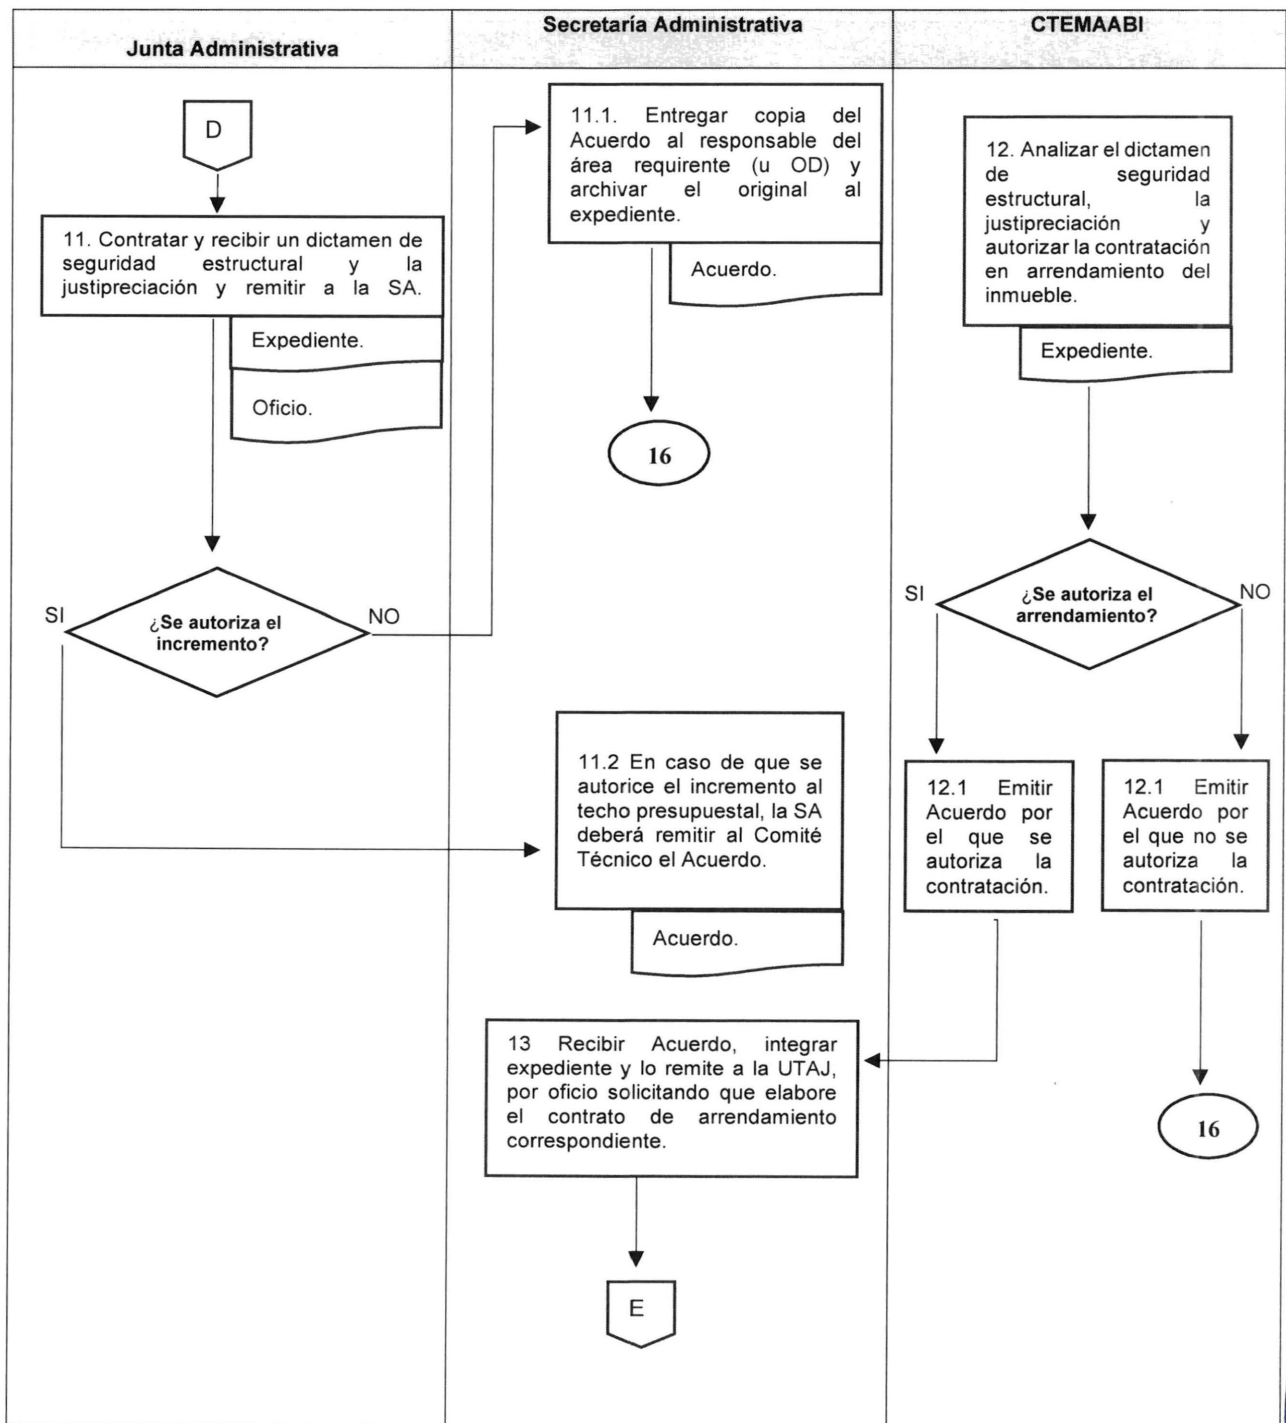 Junta Administrativa
Secretaría Administrativa
CTEMAABI
D
11. Contratar y recibir un dictamen de
seguridad estructural y la
justipreciación y remitir a la SA.
Expediente.
Oficio.
¿Se autoriza el
incremento?
SI
NO
11.1. Entregar copia del
Acuerdo al responsable del
área requirente (u OD) y
archivar el original al
expediente.
Acuerdo.
16
11.2 En caso de que se
autorice el incremento al
techo presupuestal, la SA
deberá remitir al Comité
Técnico el Acuerdo.
Acuerdo.
13 Recibir Acuerdo, integrar
expediente y lo remite a la UTAJ,
por oficio solicitando que elabore
el contrato de arrendamiento
correspondiente.
E
12. Analizar el dictamen
de seguridad
estructural, la
justipreciación y
autorizar la contratación
en arrendamiento del
inmueble.
Expediente.
¿Se autoriza el
arrendamiento?
SI
NO
12.1 Emitir
Acuerdo por
el que se
autoriza la
contratación.
12.1 Emitir
Acuerdo por
el que no se
autoriza la
contratación.
16